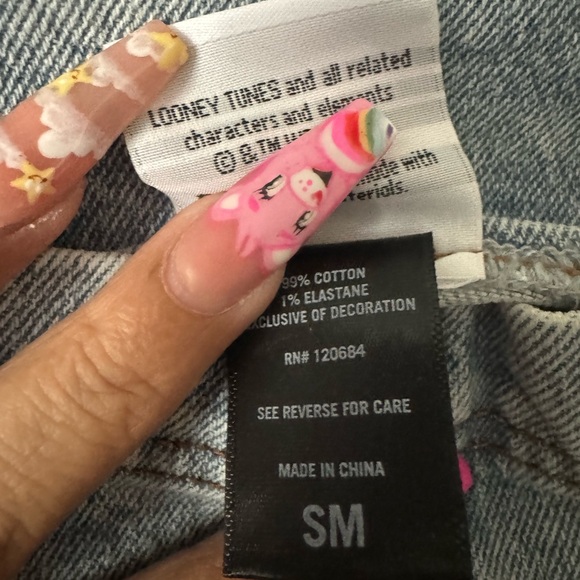 LOONEY TUNES and all related
characters and elements
© & TM
with
99% COTTON
1% ELASTANE
EXCLUSIVE OF DECORATION
RN# 120684
SEE REVERSE FOR CARE
MADE IN CHINA
SM